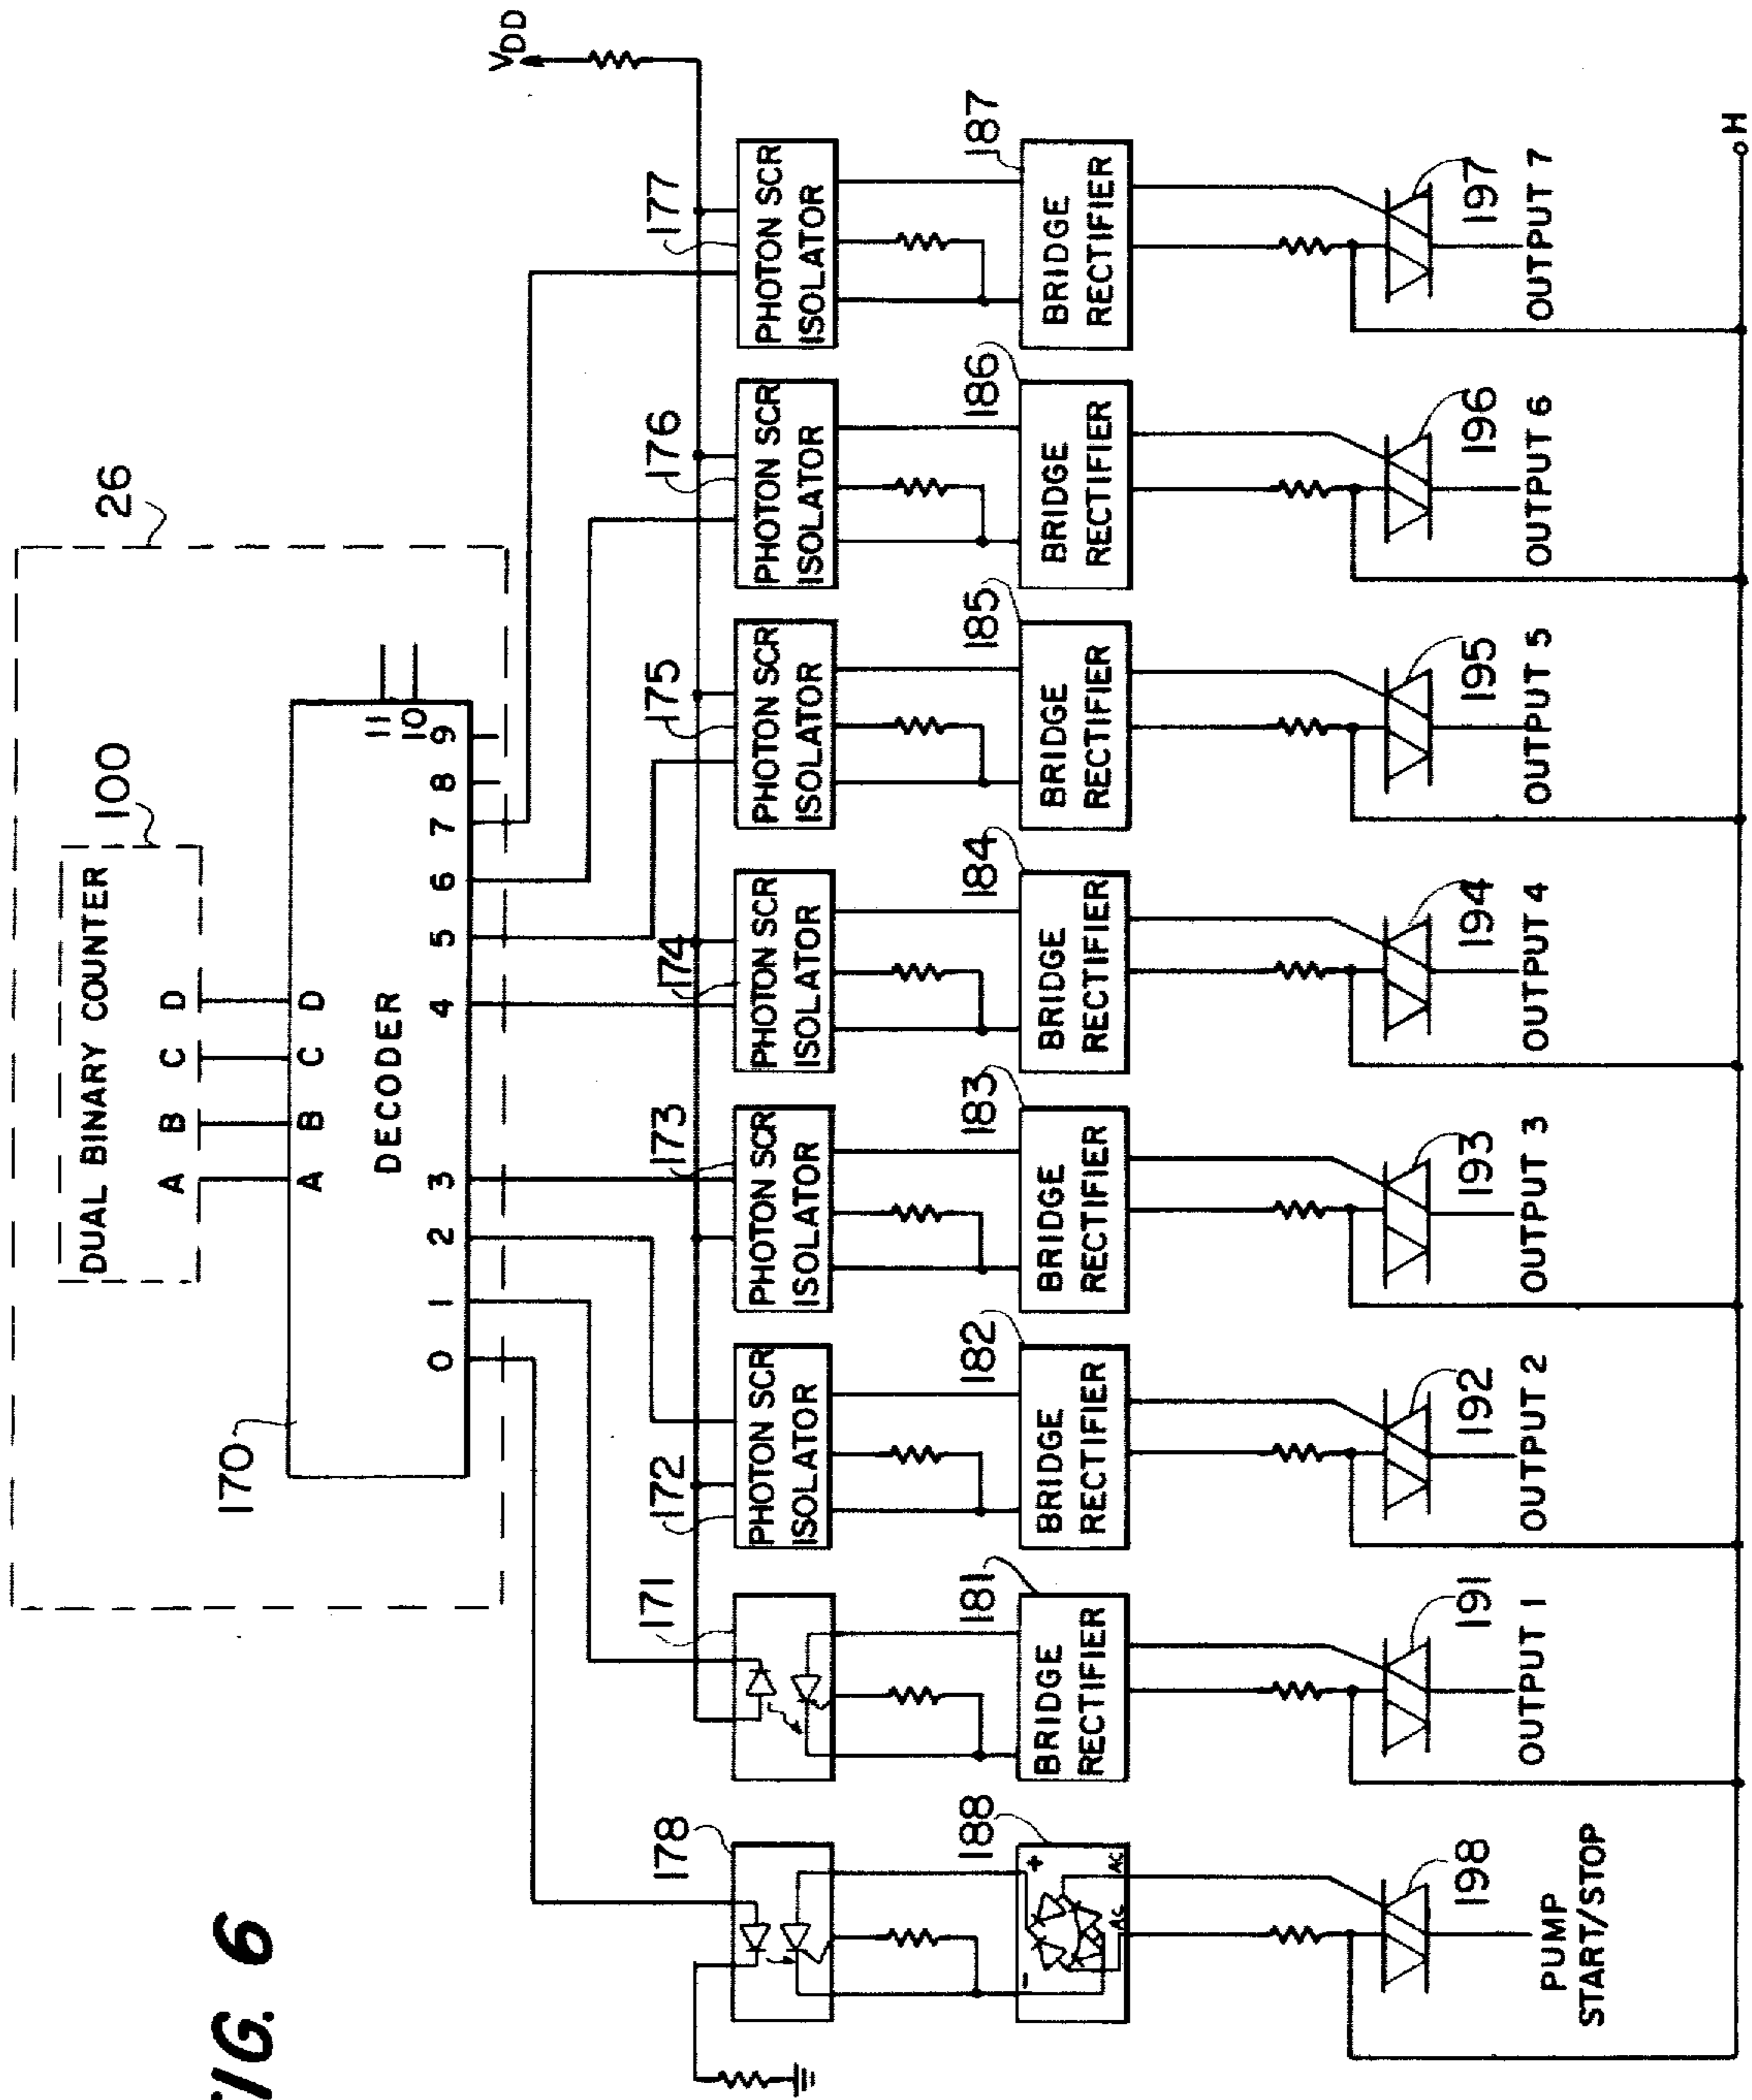 FIG. 6
26
100
DUAL BINARY COUNTER
A B C D
A B C D
170
DECODER
0 1 2 3 4 5 6 7 8 9
10
11
VDD
178
171
172
173
174
175
176
177
PHOTON SCR
ISOLATOR
PHOTON SCR
ISOLATOR
PHOTON SCR
ISOLATOR
PHOTON SCR
ISOLATOR
PHOTON SCR
ISOLATOR
PHOTON SCR
ISOLATOR
188
181
182
183
184
185
186
187
+
-
AC
AC
BRIDGE
RECTIFIER
BRIDGE
RECTIFIER
BRIDGE
RECTIFIER
BRIDGE
RECTIFIER
BRIDGE
RECTIFIER
BRIDGE
RECTIFIER
BRIDGE
RECTIFIER
198
191
192
193
194
195
196
197
PUMP
START/STOP
OUTPUT 1
OUTPUT 2
OUTPUT 3
OUTPUT 4
OUTPUT 5
OUTPUT 6
OUTPUT 7
H